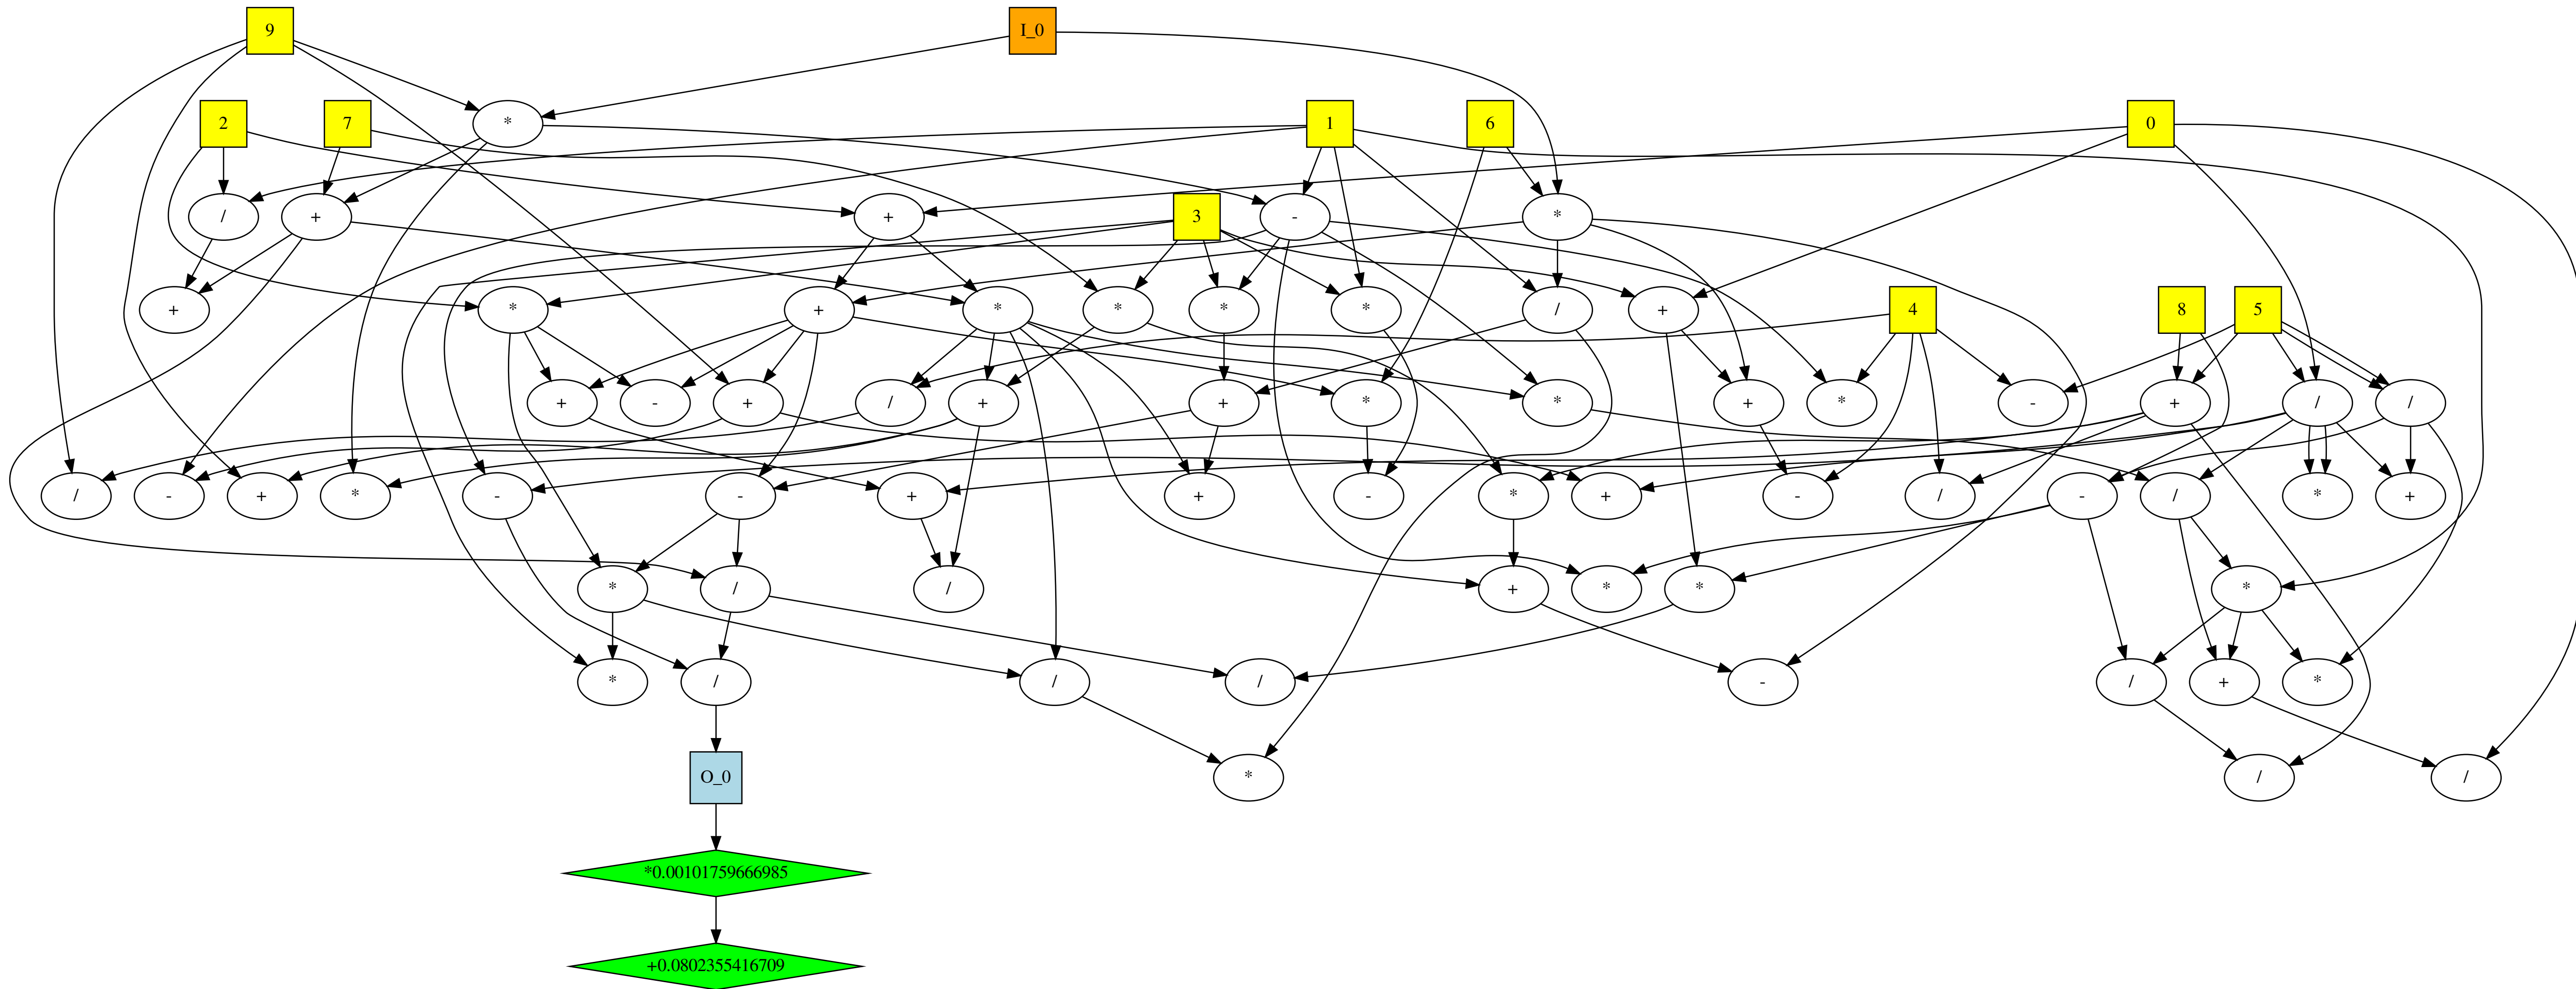 9 I_0
2 7 * 1 6 0
/ + + 3 - *
+ * + * * * * / + 4 8 5
+ - + / + + * * + * - + / /
/ - + * - - + + - * + - / - / * +
* / / + * * *
* / / / - / + *
O_0 * / /
*0.00101759666985
+0.0802355416709